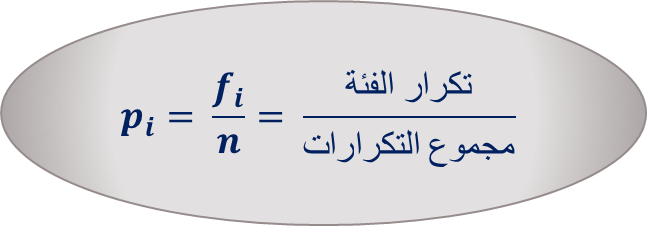 pᵢ = fᵢ / n = تكرار الفئة / مجموع التكرارات